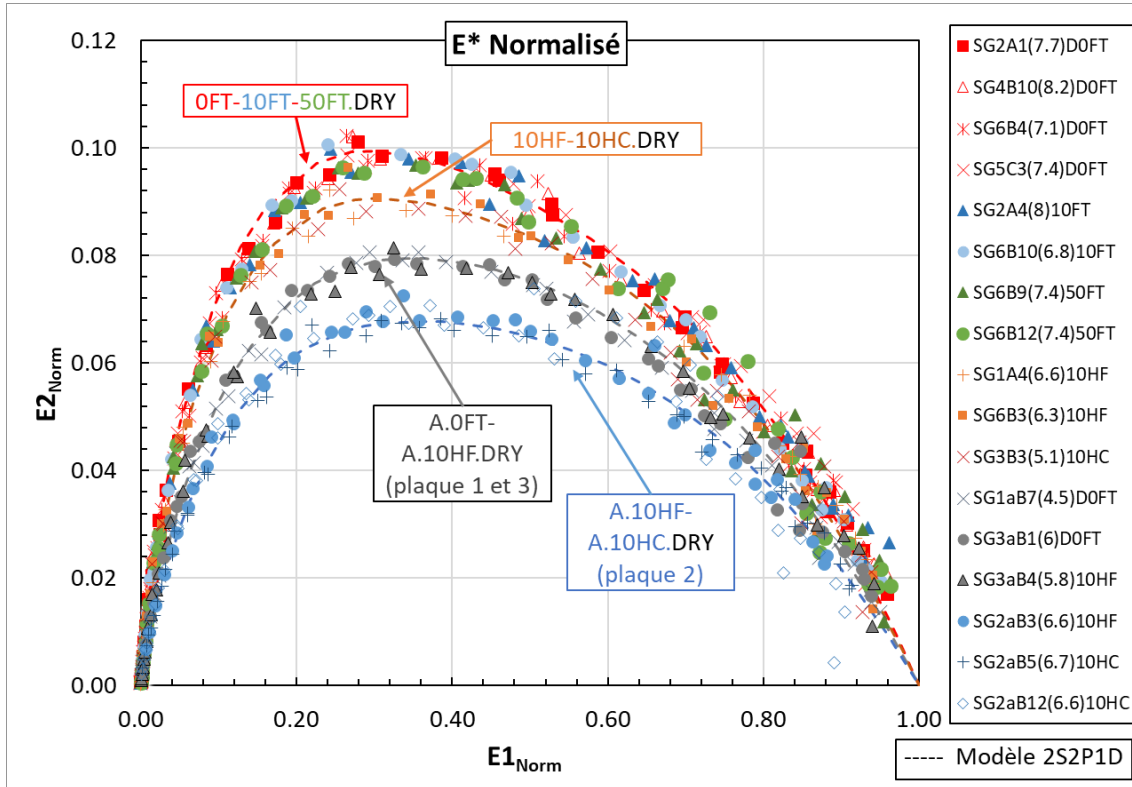 E* Normalisé
0.12
0.10
0.08
0.06
0.04
0.02
0.00
E2Norm
0FT-10FT-50FT.DRY
10HF-10HC.DRY
A.0FT-
A.10HF.DRY
(plaque 1 et 3)
A.10HF-
A.10HC.DRY
(plaque 2)
0.00
0.20
0.40
0.60
0.80
1.00
E1Norm
SG2A1(7.7)D0FT
SG4B10(8.2)D0FT
SG6B4(7.1)D0FT
SG5C3(7.4)D0FT
SG2A4(8)10FT
SG6B10(6.8)10FT
SG6B9(7.4)50FT
SG6B12(7.4)50FT
SG1A4(6.6)10HF
SG6B3(6.3)10HF
SG3B3(5.1)10HC
SG1aB7(4.5)D0FT
SG3aB1(6)D0FT
SG3aB4(5.8)10HF
SG2aB3(6.6)10HF
SG2aB5(6.7)10HC
SG2aB12(6.6)10HC
----- Modèle 2S2P1D